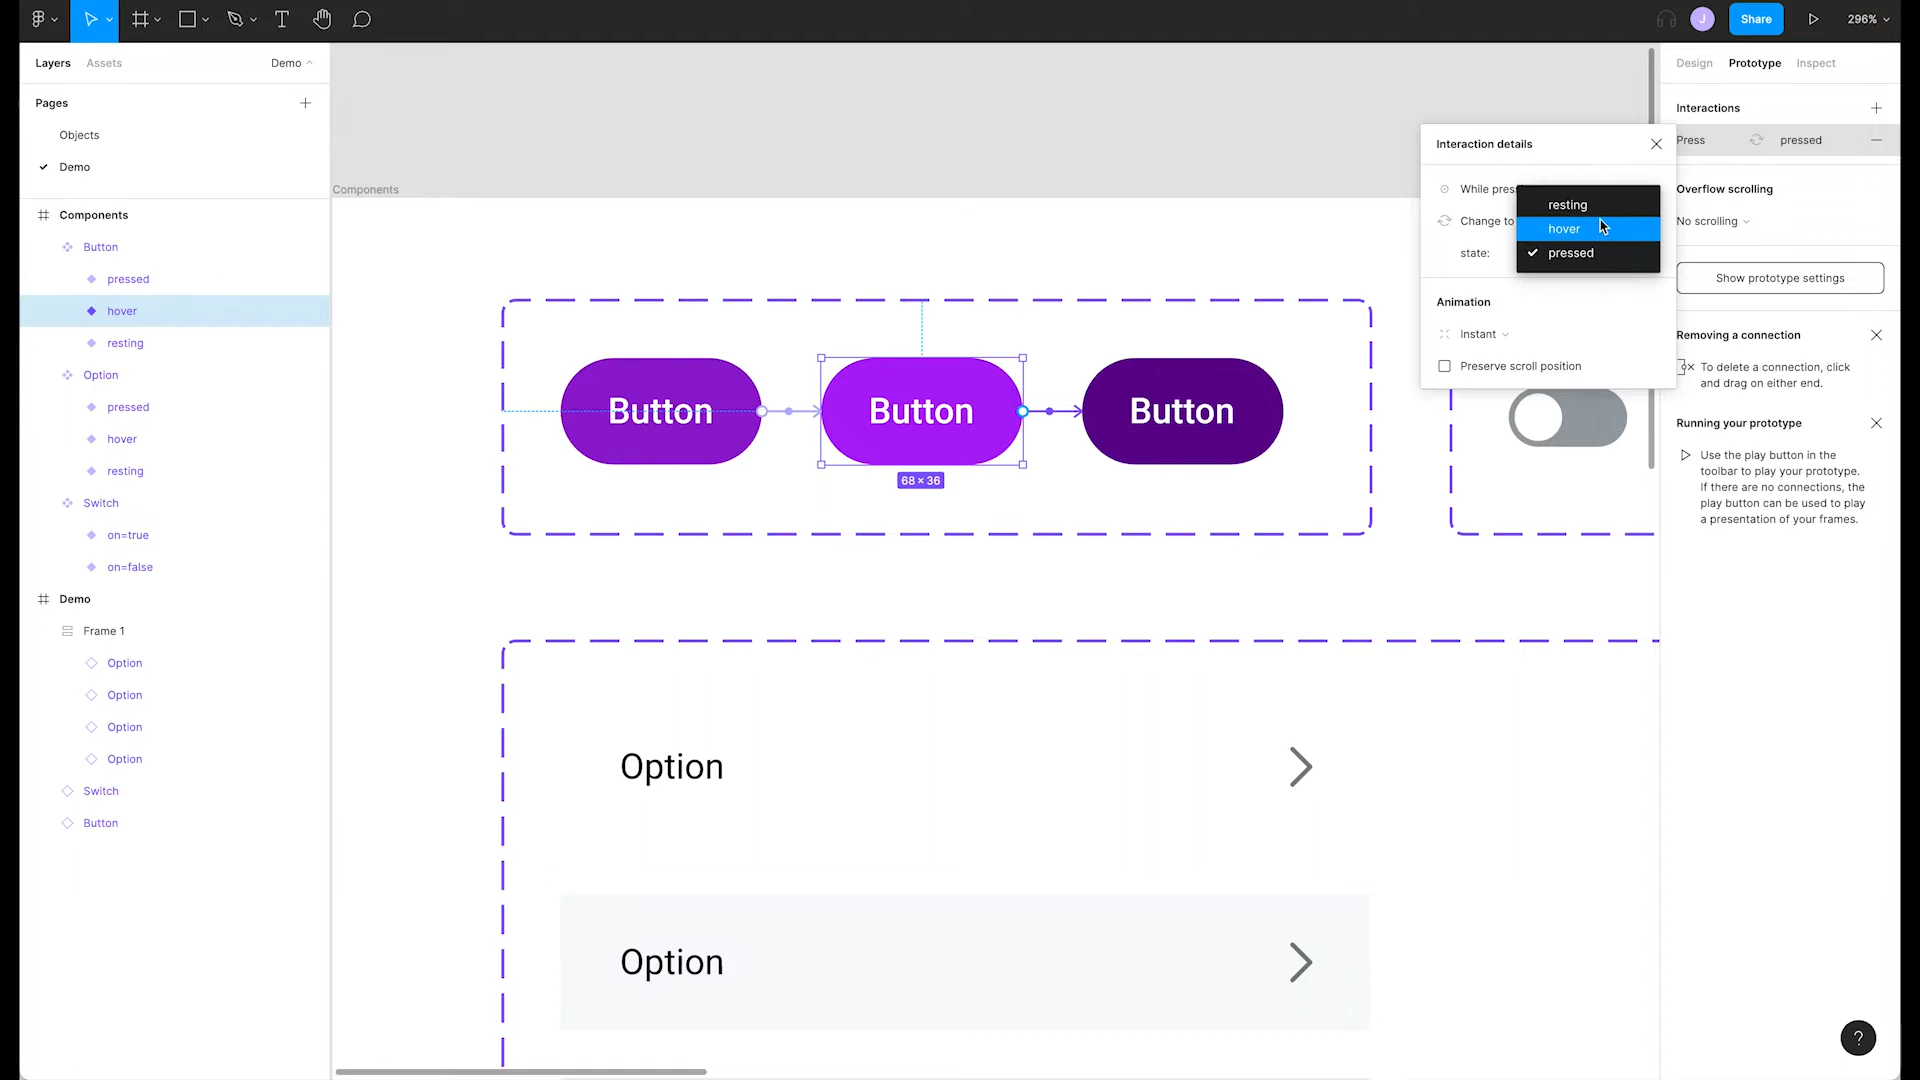 J
Share
296%
Layers
Assets
Demo
Pages
Objects
Demo
Components
Button
pressed
hover
resting
Option
pressed
hover
resting
Switch
on=true
on=false
Demo
Frame 1
Option
Option
Option
Option
Switch
Button
Components
Button
Button
Button
68 × 36
Option
Option
Interaction details
While press
Change to
state:
resting
hover
pressed
Animation
Instant
Preserve scroll position
Design
Prototype
Inspect
Interactions
Press
pressed
Overflow scrolling
No scrolling
Show prototype settings
Removing a connection
To delete a connection, click
and drag on either end.
Running your prototype
Use the play button in the
toolbar to play your prototype.
If there are no connections, the
play button can be used to play
a presentation of your frames.
?